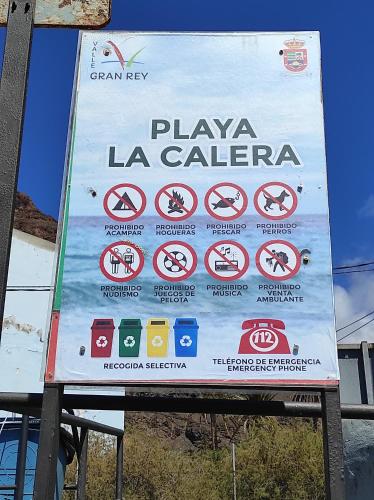 VALLE
GRAN REY
PLAYA
LA CALERA
PROHIBIDO
ACAMPAR
PROHIBIDO
HOGUERAS
PROHIBIDO
PESCAR
PROHIBIDO
PERROS
PROHIBIDO
NUDISMO
PROHIBIDO
JUEGOS DE
PELOTA
PROHIBIDO
MÚSICA
PROHIBIDO
VENTA
AMBULANTE
112
RECOGIDA SELECTIVA
TELÉFONO DE EMERGENCIA
EMERGENCY PHONE